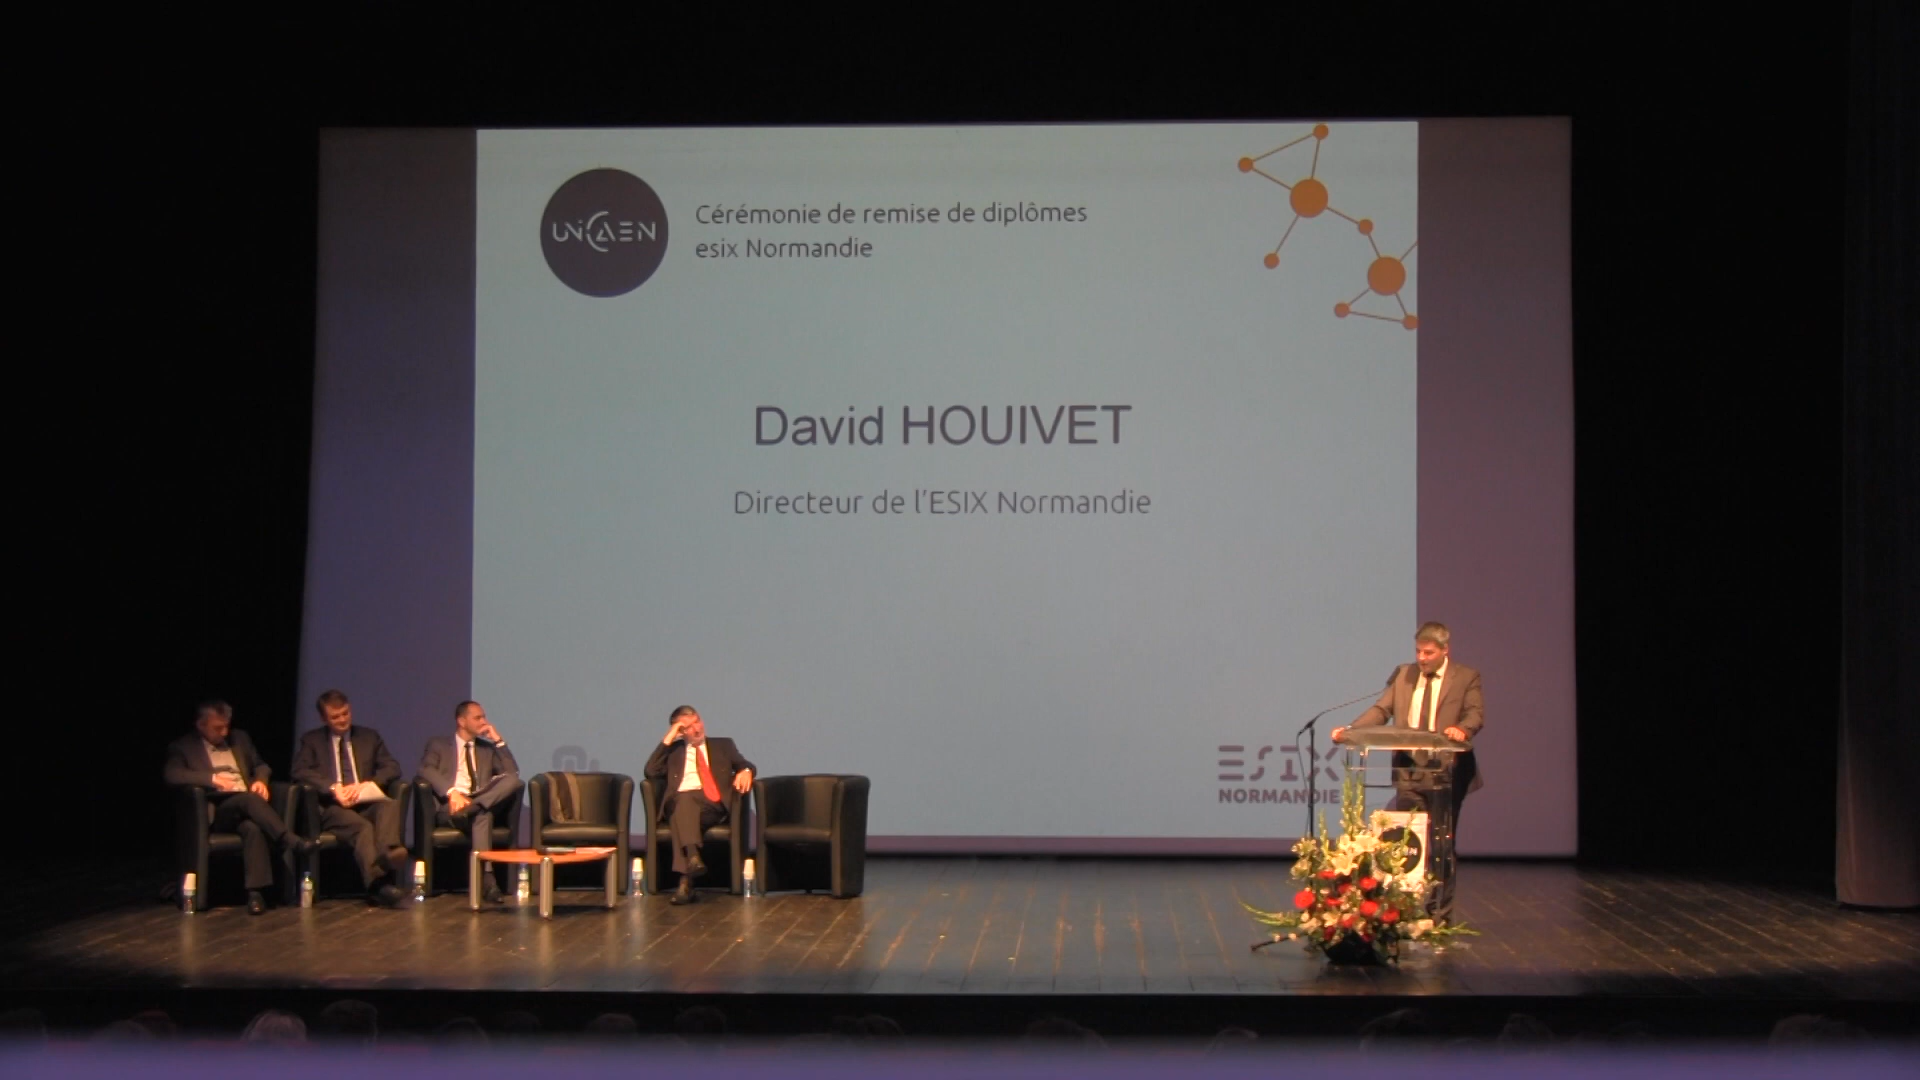 UNICAEN
Cérémonie de remise de diplômes
esix Normandie
David HOUIVET
Directeur de l'ESIX Normandie
ESIX
NORMANDIE